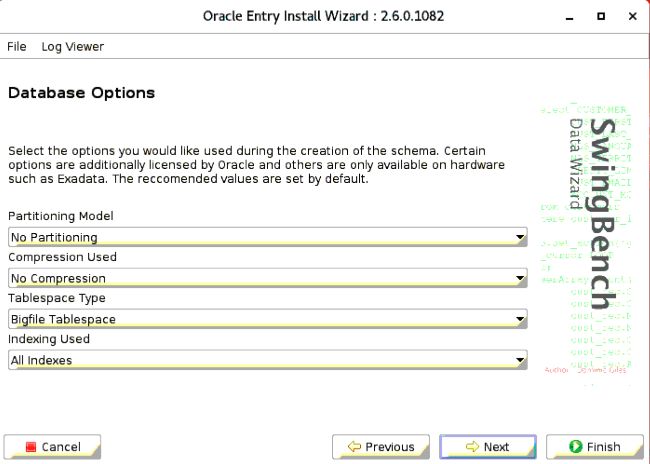 Oracle Entry Install Wizard : 2.6.0.1082
File Log Viewer
Database Options
Select the options you would like used during the creation of the schema. Certain
options are additionally licensed by Oracle and others are only available on hardware
such as Exadata. The reccomended values are set by default.
Partitioning Model
No Partitioning
Compression Used
No Compression
Tablespace Type
Bigfile Tablespace
Indexing Used
All Indexes
SwingBench
Data Wizard
Cancel Previous Next Finish